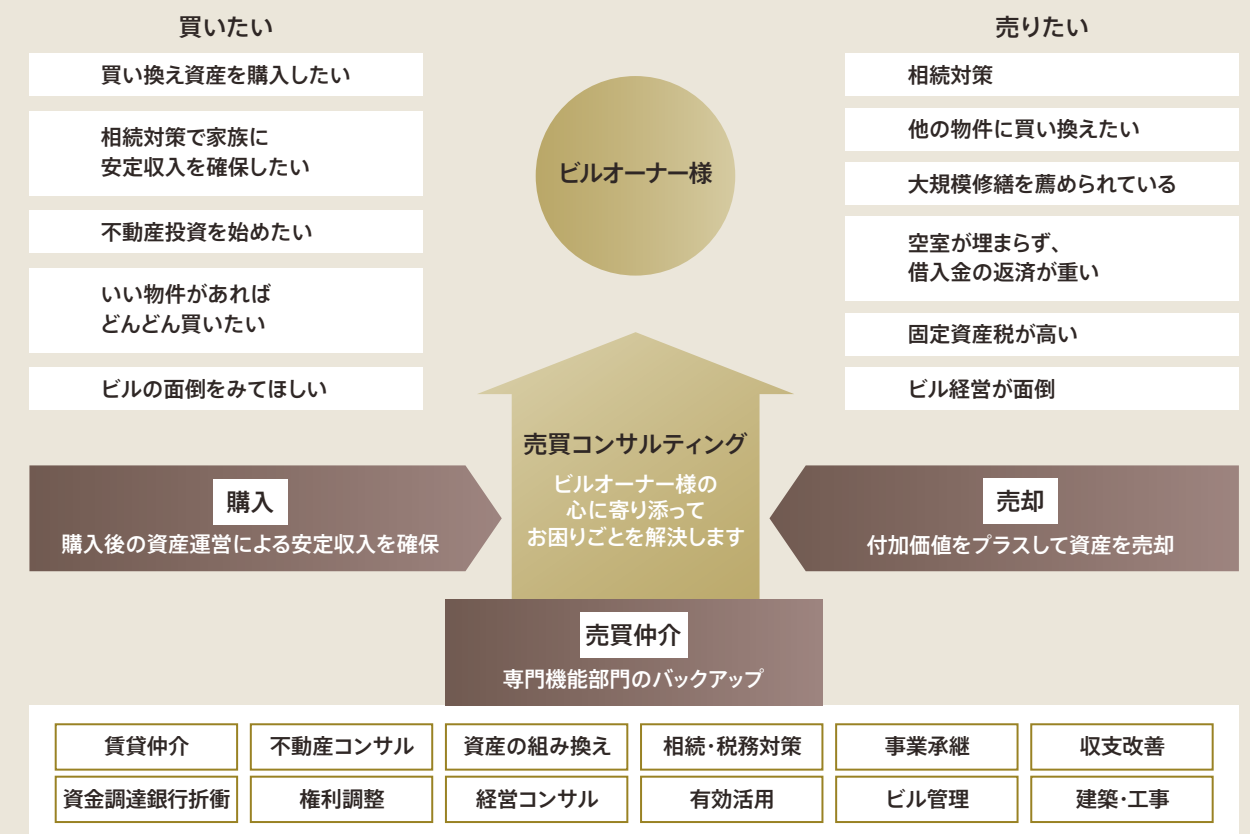 買いたい
買い換え資産を購入したい
相続対策で家族に
安定収入を確保したい
不動産投資を始めたい
いい物件があれば
どんどん買いたい
ビルの面倒をみてほしい
ビルオーナー様
売りたい
相続対策
他の物件に買い換えたい
大規模修繕を薦められている
空室が埋まらず、
借入金の返済が重い
固定資産税が高い
ビル経営が面倒
購入
購入後の資産運営による安定収入を確保
売買コンサルティング
ビルオーナー様の
心に寄り添って
お困りごとを解決します
売却
付加価値をプラスして資産を売却
売買仲介
専門機能部門のバックアップ
賃貸仲介
不動産コンサル
資産の組み換え
相続・税務対策
事業承継
収支改善
資金調達銀行折衝
権利調整
経営コンサル
有効活用
ビル管理
建築・工事